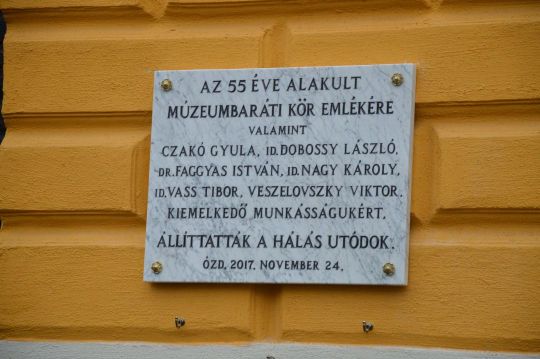 AZ 55 ÉVE ALAKULT
MÚZEUMBARÁTI KÖR EMLÉKÉRE
VALAMINT
CZAKÓ GYULA, ID.DOBOSSY LÁSZLÓ,
DR.FAGGYAS ISTVÁN, ID.NAGY KÁROLY,
ID.VASS TIBOR, VESZELOVSZKY VIKTOR,
KIEMELKEDŐ MUNKÁSSÁGUKÉRT.
ÁLLÍTTATTÁK A HÁLÁS UTÓDOK.
ÓZD, 2017. NOVEMBER 24.